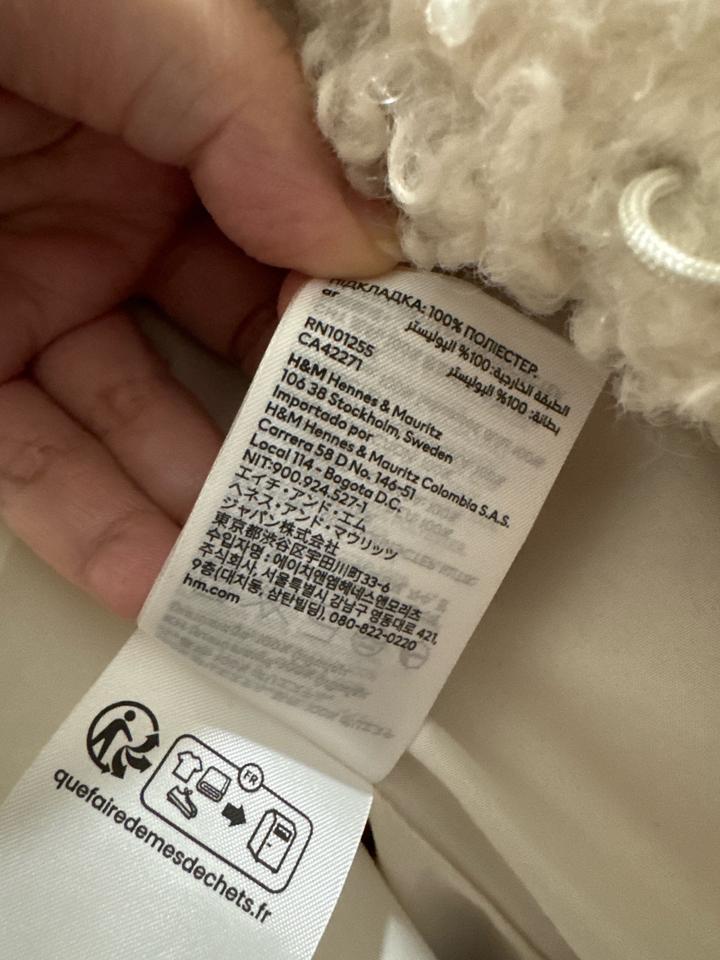 ПІДКЛАДКА: 100% ПОЛІЕСТЕР.
ar
الطبقة الخارجية: 100% البوليستر
بطانة: 100% البوليستر
RN101255
CA42271
H&M Hennes & Mauritz
106 38 Stockholm, Sweden
Importado por
H&M Hennes & Mauritz Colombia S.A.S.
Carrera 58 D No. 146-51
Local 114 - Bogota D.C.
NIT:900.924.527-1
エイチ・アンド・エム
ヘネス・アンド・マウリッツ
ジャパン株式会社
東京都渋谷区宇田川町33-6
수입자명 : 에이치앤엠헤네스앤모리츠
주식회사, 서울특별시 강남구 영동대로 421,
9층(대치동, 삼탄빌딩), 080-822-0220
hm.com
FR
quefairedemesdechets.fr